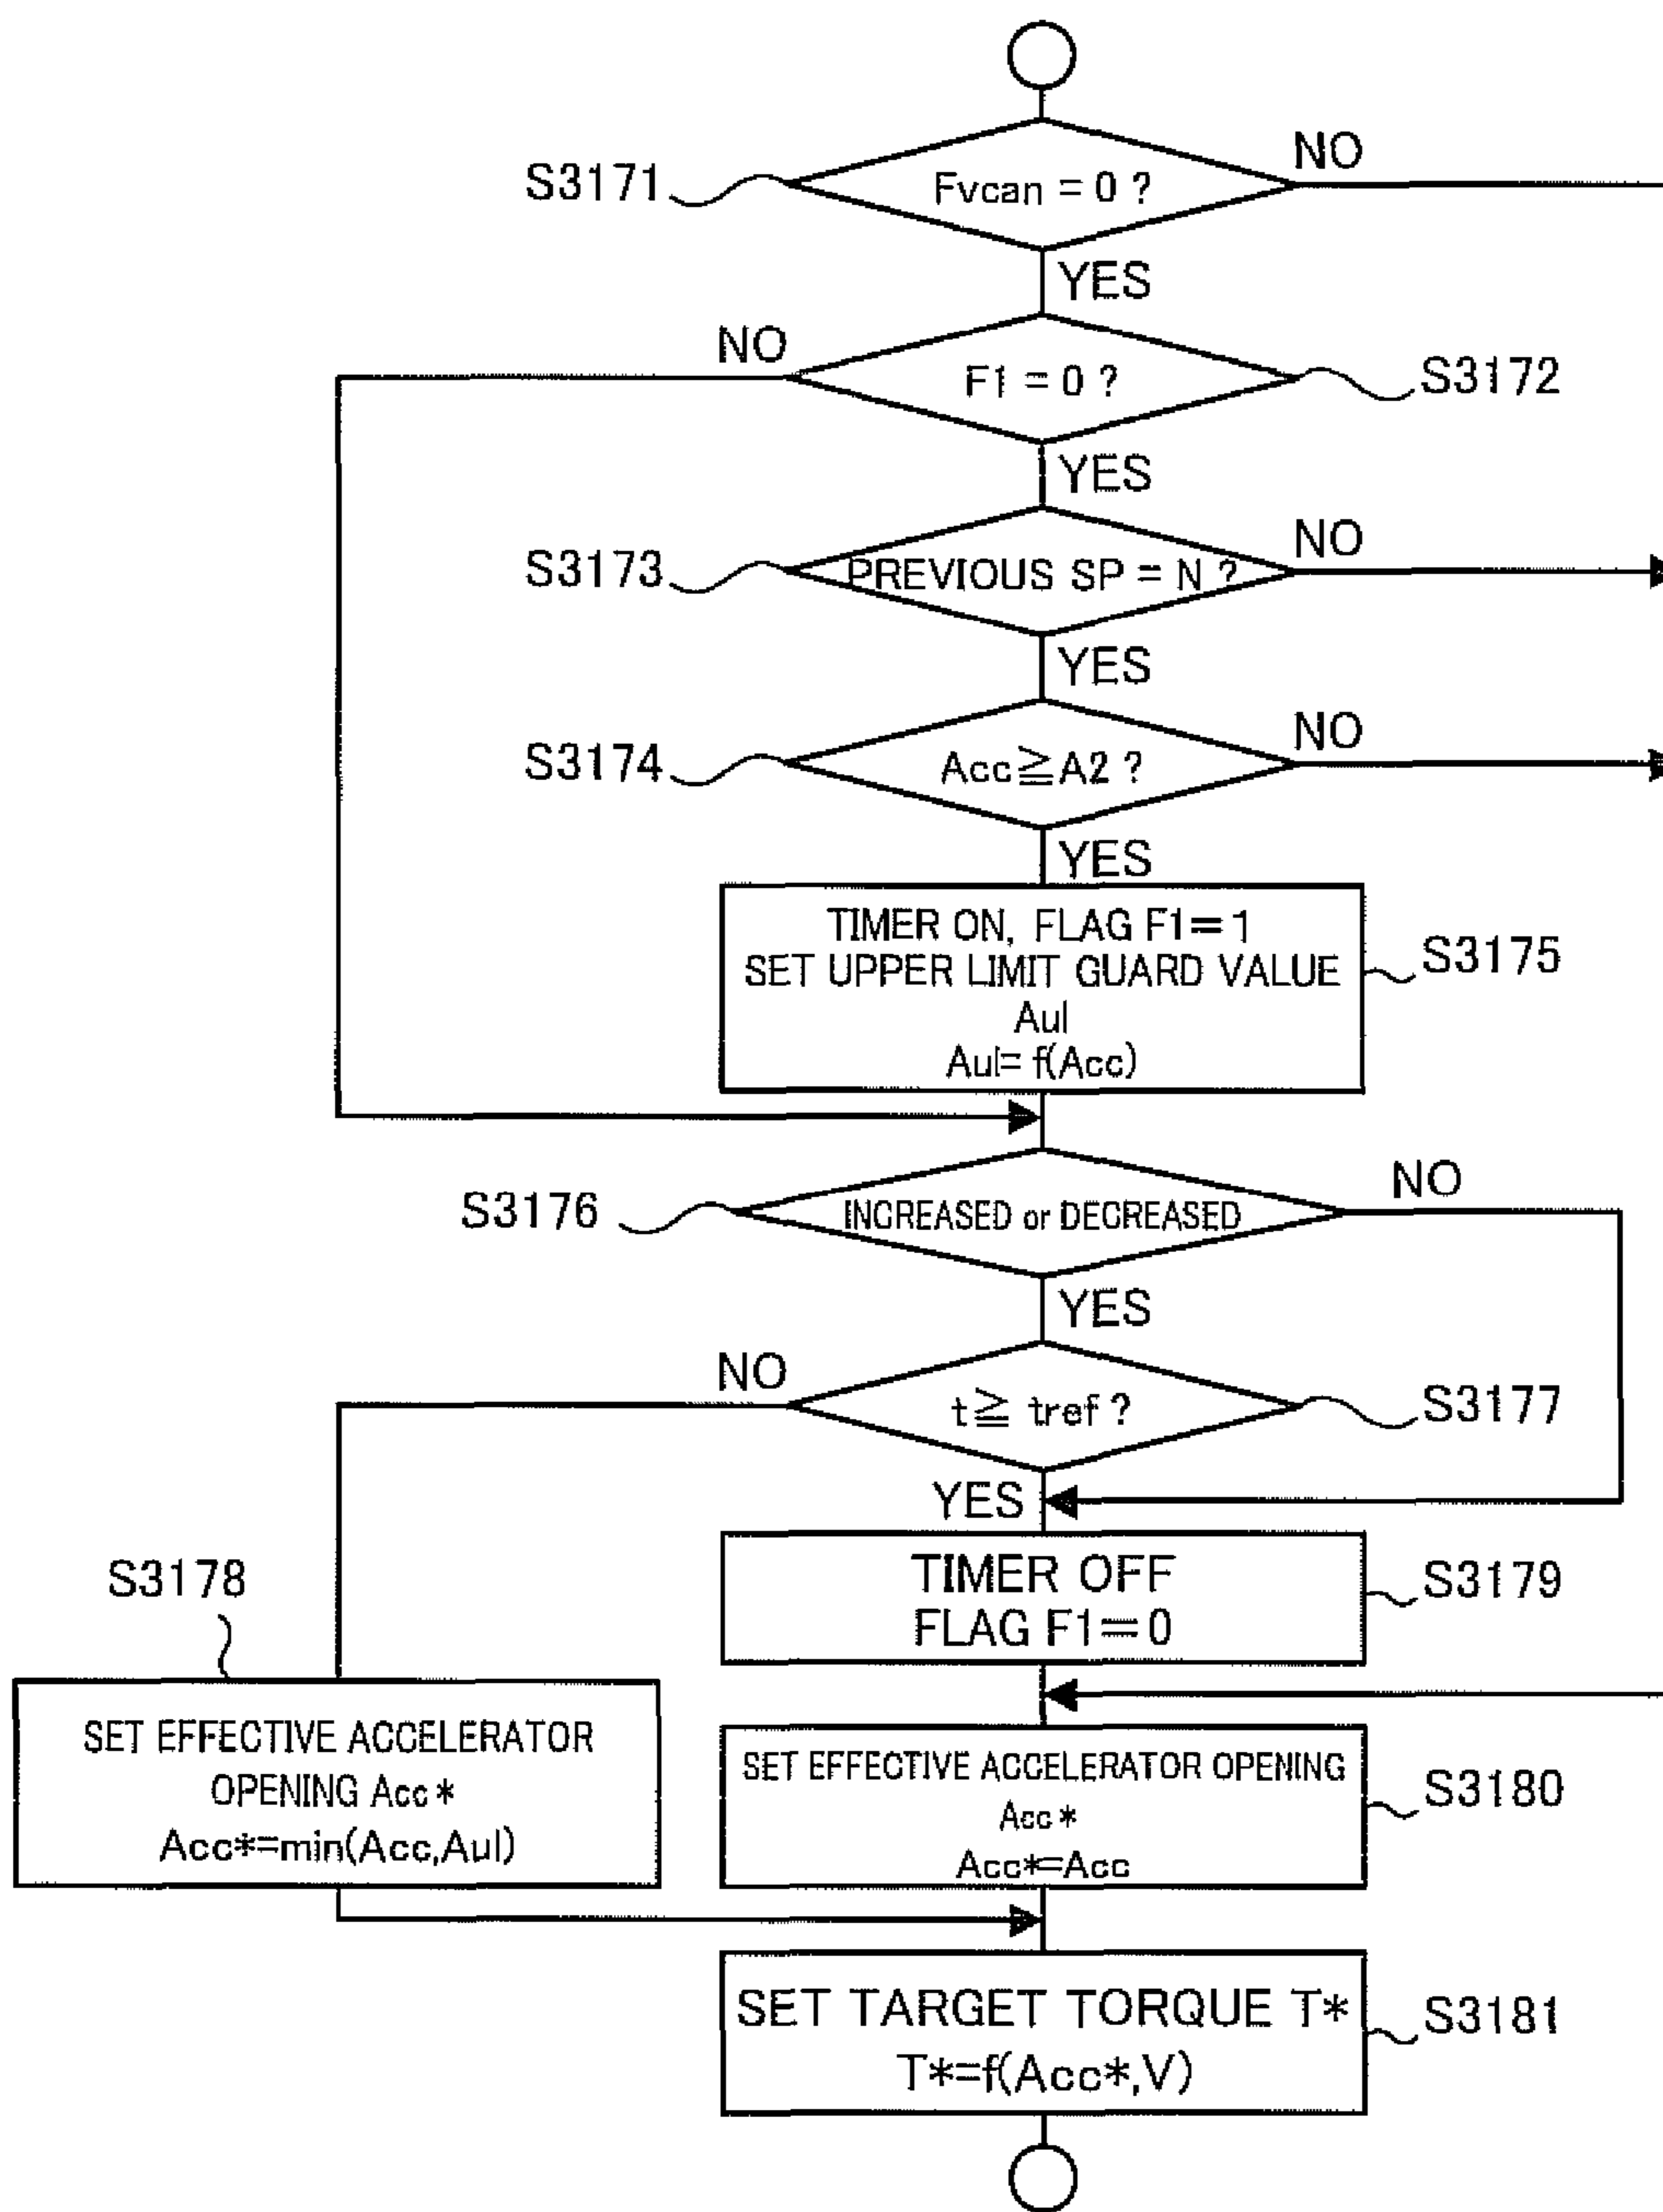 NO
S3171
Fvcan = 0 ?
YES
NO
F1 = 0 ?
S3172
YES
S3173
PREVIOUS SP = N ?
NO
YES
S3174
Acc≧A2 ?
NO
YES
TIMER ON, FLAG F1=1
SET UPPER LIMIT GUARD VALUE
Aul
Aul= f(Acc)
S3175
S3176
INCREASED or DECREASED
NO
YES
NO
t≧ tref ?
S3177
YES
TIMER OFF
FLAG F1=0
S3179
S3178
SET EFFECTIVE ACCELERATOR
OPENING Acc*
Acc*=min(Acc,Aul)
SET EFFECTIVE ACCELERATOR OPENING
Acc*
Acc*=Acc
S3180
SET TARGET TORQUE T*
T*=f(Acc*,V)
S3181